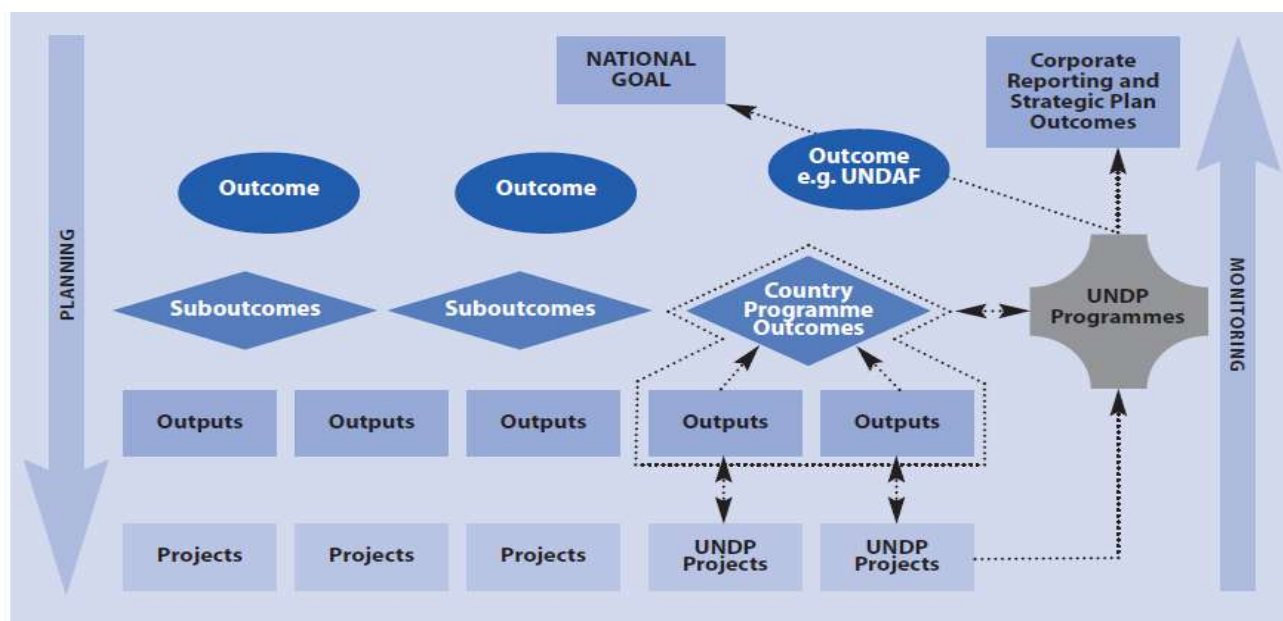 NATIONAL
GOAL
Corporate
Reporting and
Strategic Plan
Outcomes
Outcome
Outcome
Outcome
e.g. UNDAF
PLANNING
Suboutcomes
Suboutcomes
Country
Programme
Outcomes
UNDP
Programmes
MONITORING
Outputs
Outputs
Outputs
Outputs
Outputs
Projects
Projects
Projects
UNDP
Projects
UNDP
Projects